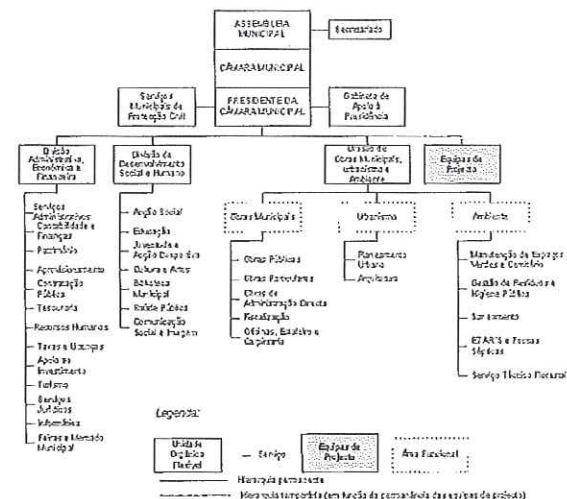 ASSEMBLEIA
MUNICIPAL
Secretariado
CÂMARA MUNICIPAL
Serviços
Municipais de
Protecção Civil
PRESIDENTE DA
CÂMARA MUNICIPAL
Gabinete de
Apoio à
Presidência
Divisão
Administrativa,
Económica e
Financeira
Divisão de
Desenvolvimento
Social e Humano
Divisão de
Obras Municipais,
Urbanismo e
Ambiente
Equipas de
Projecto
Serviços
Administrativos
Contabilidade e
Finanças
Património
Aprovisionamento
Contratação
Pública
Tesouraria
Recursos Humanos
Taxas e Licenças
Apoio ao
Investimento
Turismo
Serviços
Jurídicos
Informática
Feiras e Mercado
Municipal
Acção Social
Educação
Juventude e
Acção Desportiva
Cultura e Artes
Biblioteca
Municipal
Saúde Pública
Comunicação
Social e Imagem
Obras Municipais
Obras Públicas
Obras Particulares
Obras de
Administração Directa
Fiscalização
Oficinas, Estaleiro e
Carpintaria
Urbanismo
Planeamento
Urbano
Arquitectura
Ambiente
Manutenção de Espaços
Verdes e Cemitério
Gestão de Resíduos e
Higiene Pública
Saneamento
ETAR'S e Fossas
Sépticas
Serviço Técnico Florestal
Legenda:
Unidade
Orgânica
Flexível
Serviço
Equipas de
Projecto
Área Funcional
Hierarquia permanente
Hierarquia temporária (em função da permanência das equipas de projecto)